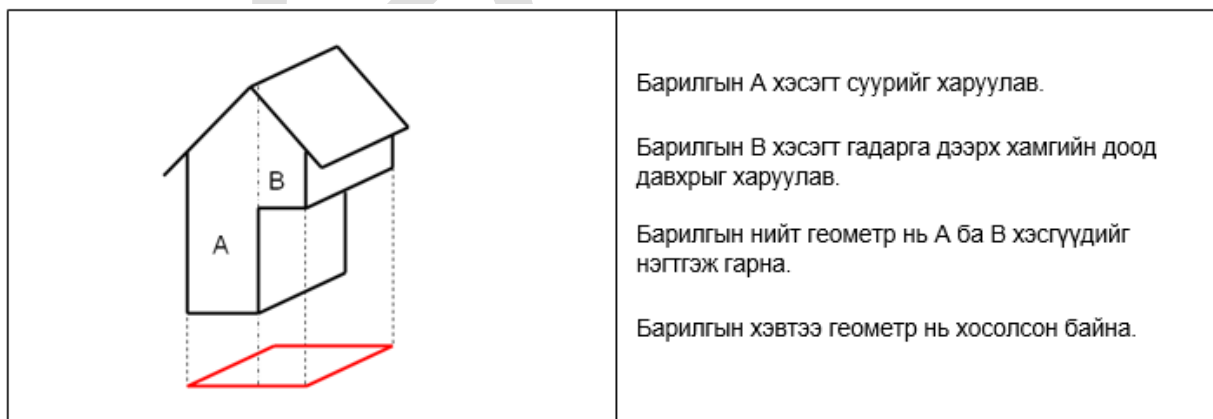 A
B
Барилгын А хэсэгт суурийг харуулав.
Барилгын В хэсэгт гадарга дээрх хамгийн доод
давхрыг харуулав.
Барилгын нийт геометр нь А ба В хэсгүүдийг
нэгтгэж гарна.
Барилгын хэвтээ геометр нь хосолсон байна.